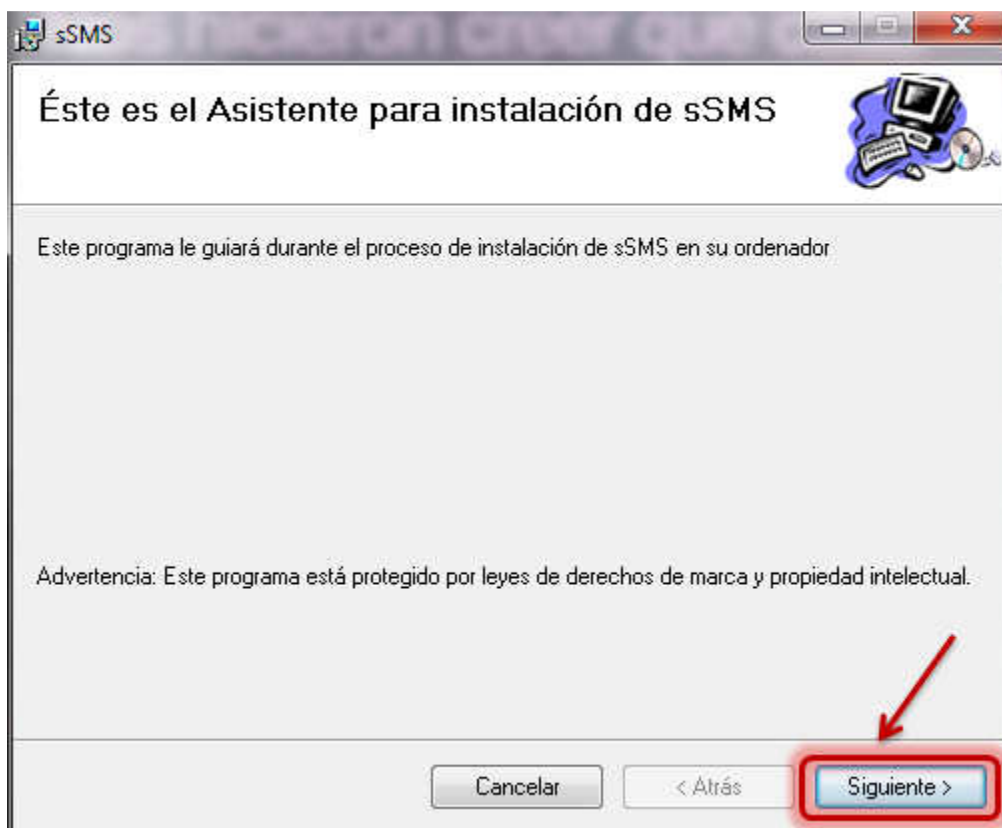 sSMS
Éste es el Asistente para instalación de sSMS
Este programa le guiará durante el proceso de instalación de sSMS en su ordenador
Advertencia: Este programa está protegido por leyes de derechos de marca y propiedad intelectual.
Cancelar
< Atrás
Siguiente >